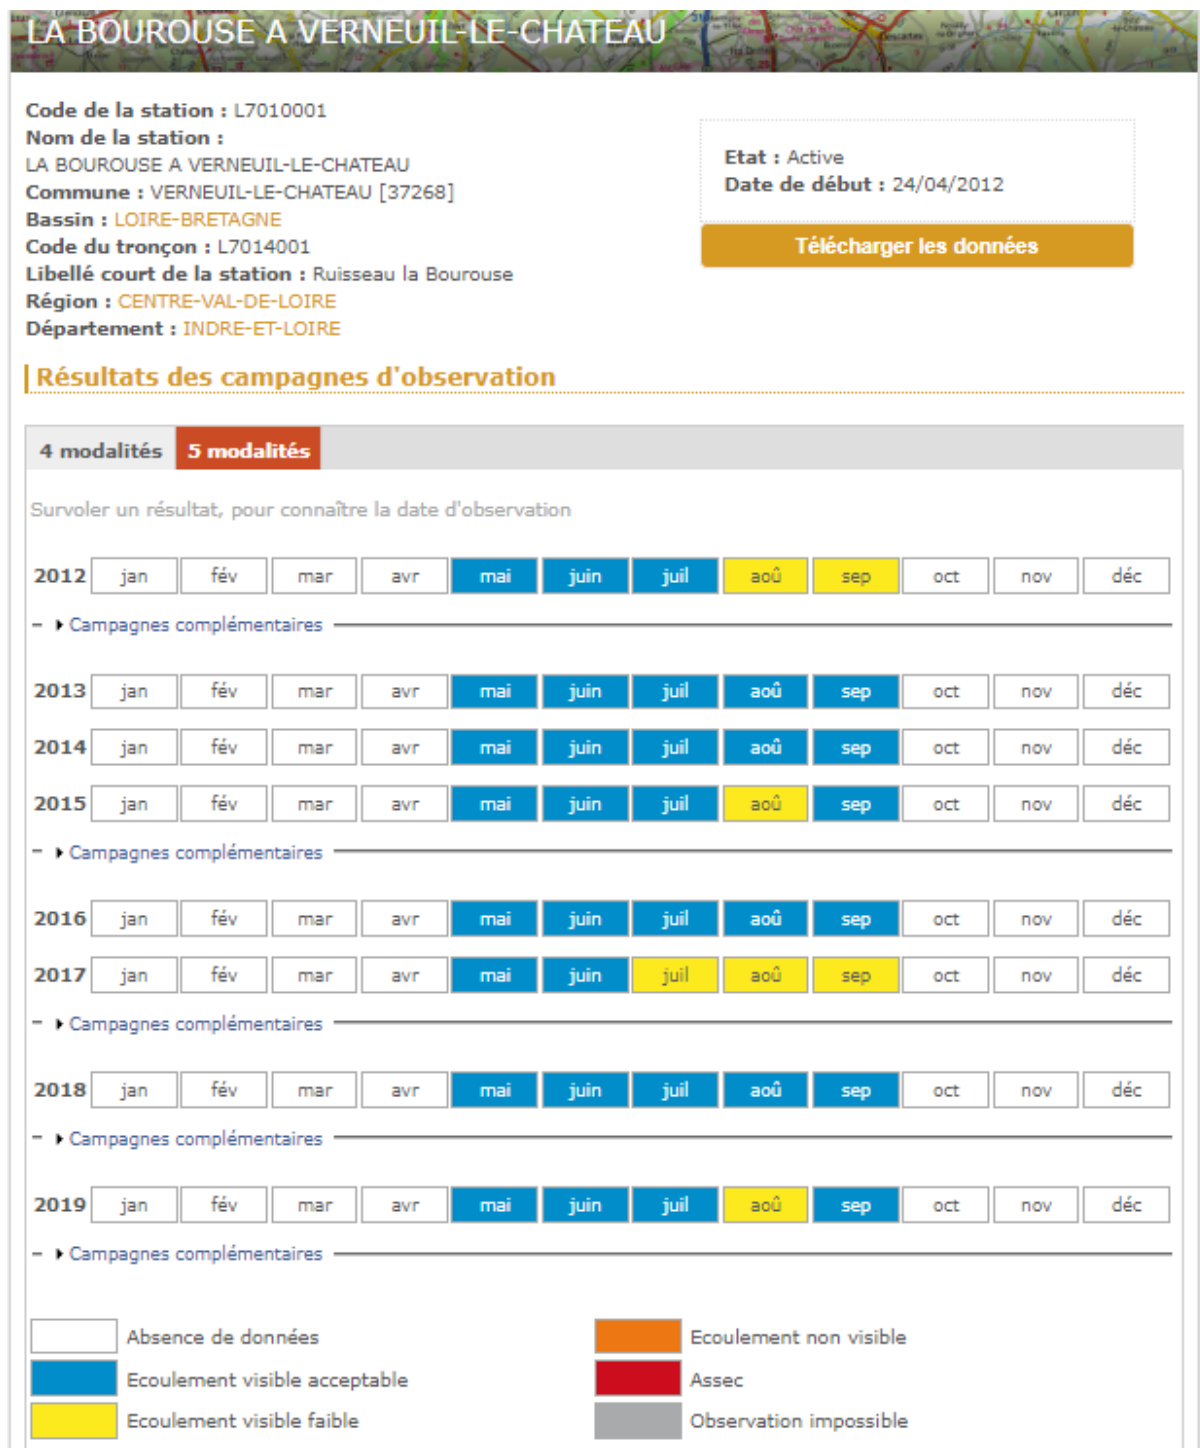 LA BOUROUSE A VERNEUIL-LE-CHATEAU
Code de la station : L7010001
Nom de la station :
LA BOUROUSE A VERNEUIL-LE-CHATEAU
Commune : VERNEUIL-LE-CHATEAU [37268]
Bassin : LOIRE-BRETAGNE
Code du tronçon : L7014001
Libellé court de la station : Ruisseau la Bourouse
Région : CENTRE-VAL-DE-LOIRE
Département : INDRE-ET-LOIRE
Etat : Active
Date de début : 24/04/2012
Télécharger les données
Résultats des campagnes d'observation
4 modalités 5 modalités
Survoler un résultat, pour connaître la date d'observation
2012 jan fév mar avr mai juin juil aoû sep oct nov déc
Campagnes complémentaires
2013 jan fév mar avr mai juin juil aoû sep oct nov déc
2014 jan fév mar avr mai juin juil aoû sep oct nov déc
2015 jan fév mar avr mai juin juil aoû sep oct nov déc
Campagnes complémentaires
2016 jan fév mar avr mai juin juil aoû sep oct nov déc
2017 jan fév mar avr mai juin juil aoû sep oct nov déc
Campagnes complémentaires
2018 jan fév mar avr mai juin juil aoû sep oct nov déc
Campagnes complémentaires
2019 jan fév mar avr mai juin juil aoû sep oct nov déc
Campagnes complémentaires
Absence de données
Ecoulement visible acceptable
Ecoulement visible faible
Ecoulement non visible
Assec
Observation impossible